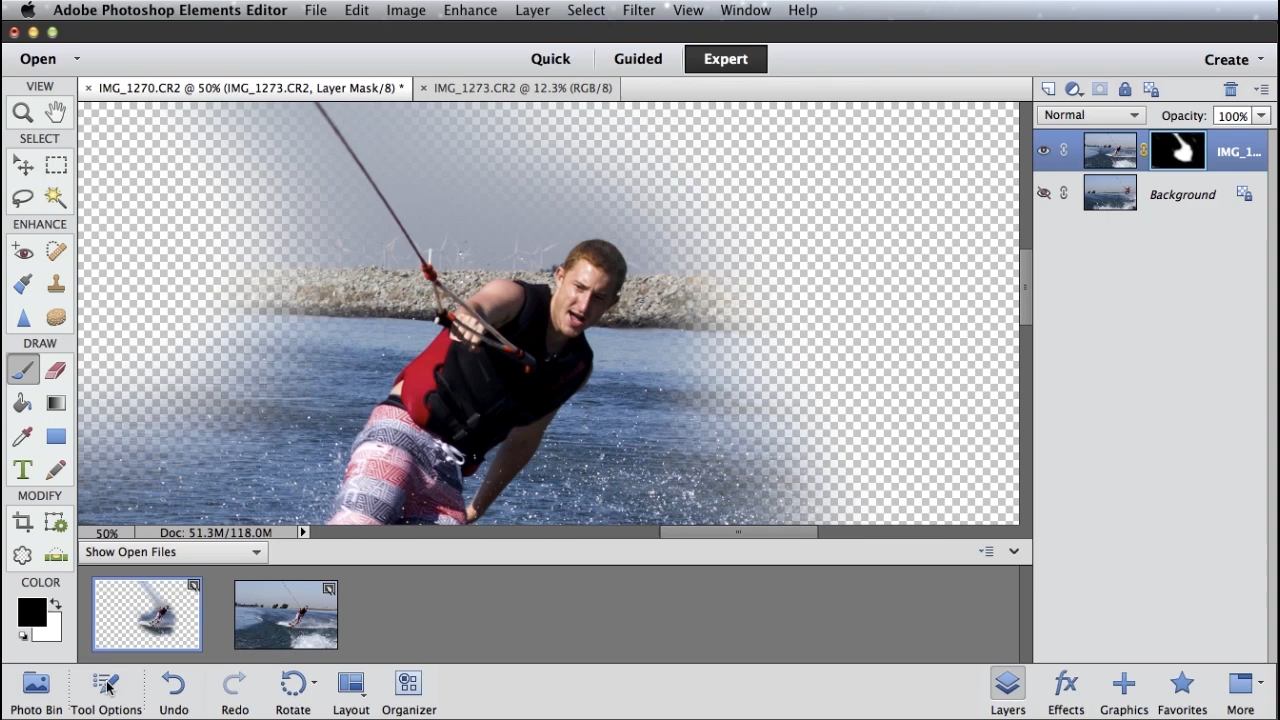 Adobe Photoshop Elements Editor File Edit Image Enhance Layer Select Filter View Window Help
Open Quick Guided Expert Create
VIEW
× IMG_1270.CR2 @ 50% (IMG_1273.CR2, Layer Mask/8) * × IMG_1273.CR2 @ 12.3% (RGB/8)
Normal Opacity: 100%
SELECT
IMG_1...
Background
ENHANCE
DRAW
T
MODIFY
50% Doc: 51.3M/118.0M
Show Open Files
COLOR
Photo Bin Tool Options Undo Redo Rotate Layout Organizer Layers Effects Graphics Favorites More
fx